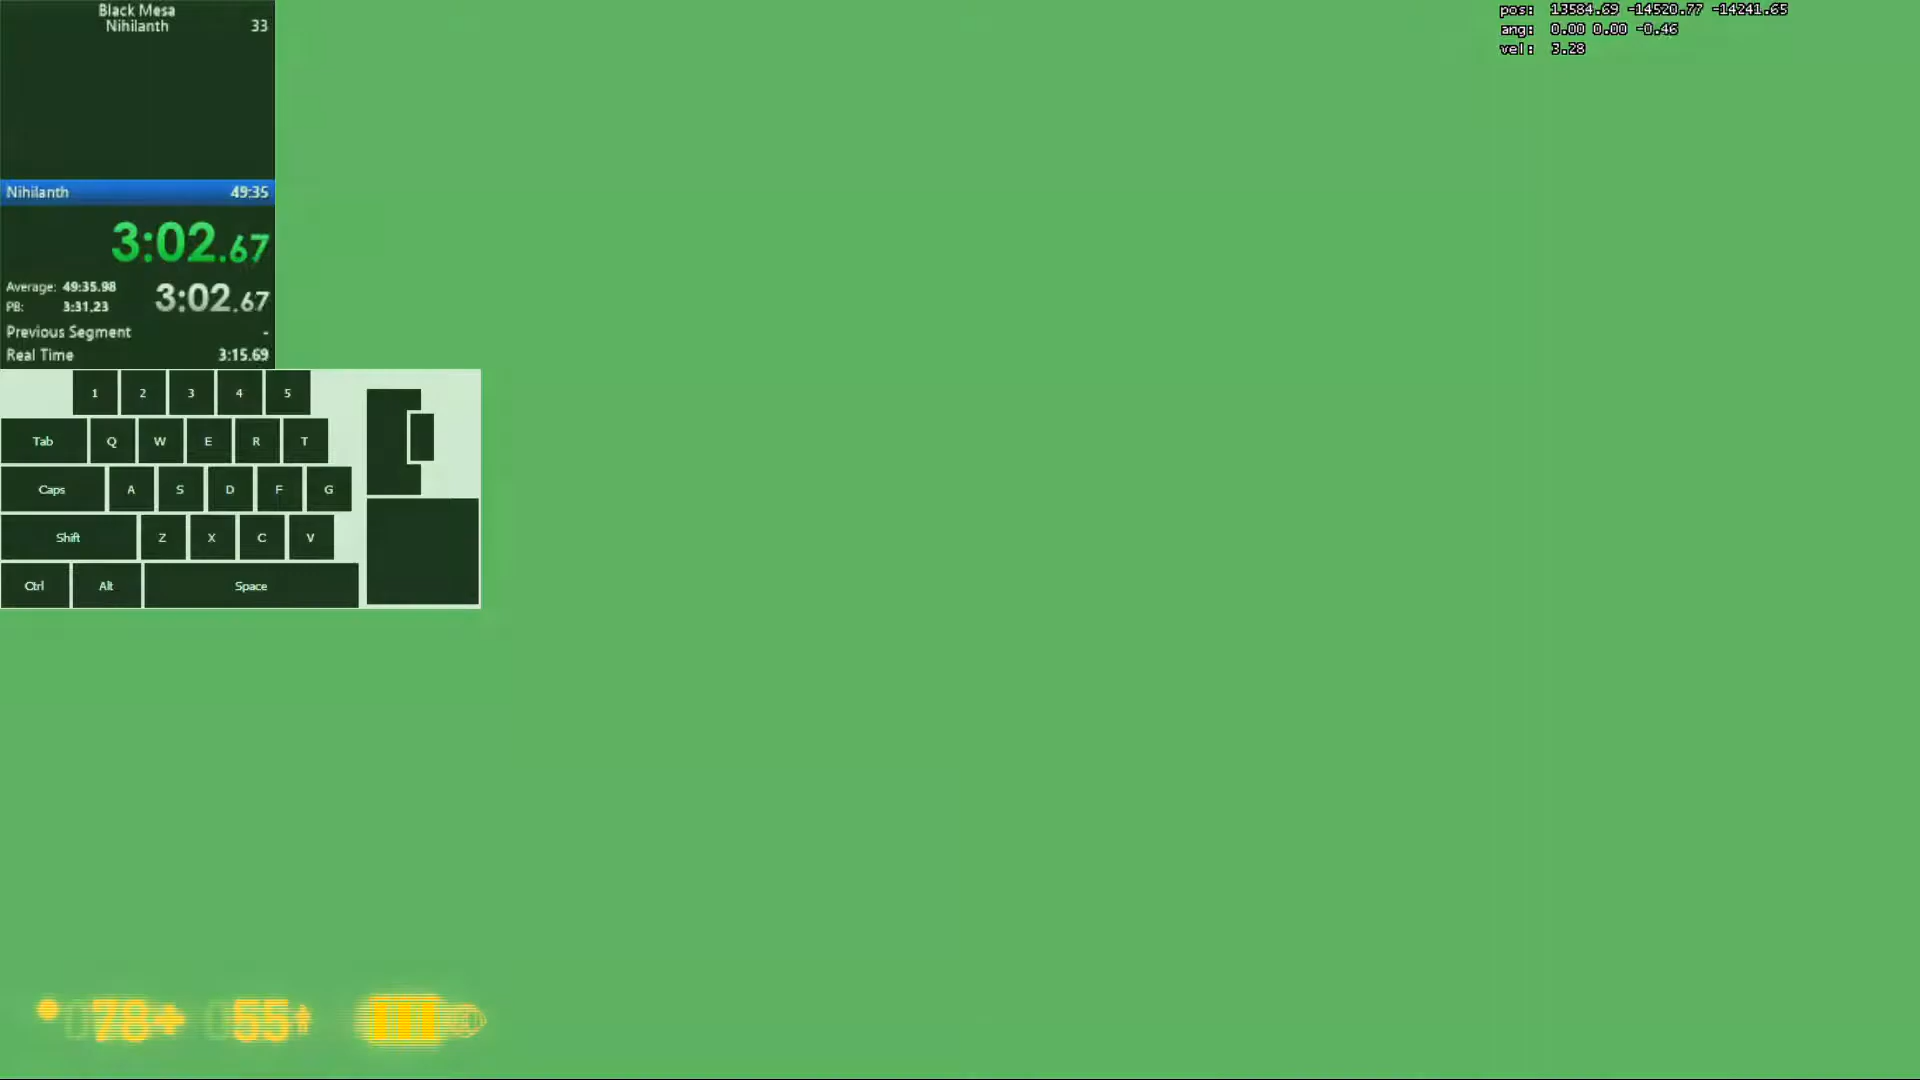 Black Mesa
Nihilanth 33
Nihilanth 49:35
3:02.67
Average: 49:35.98
PB: 3:31.23
3:02.67
Previous Segment -
Real Time 3:15.69
1 2 3 4 5
Tab Q W E R T
Caps A S D F G
Shift Z X C V
Ctrl Alt Space
pos: 13584.69 -14520.77 -14241.65
ang: 0.00 0.00 -0.46
vel: 3.28
078 055